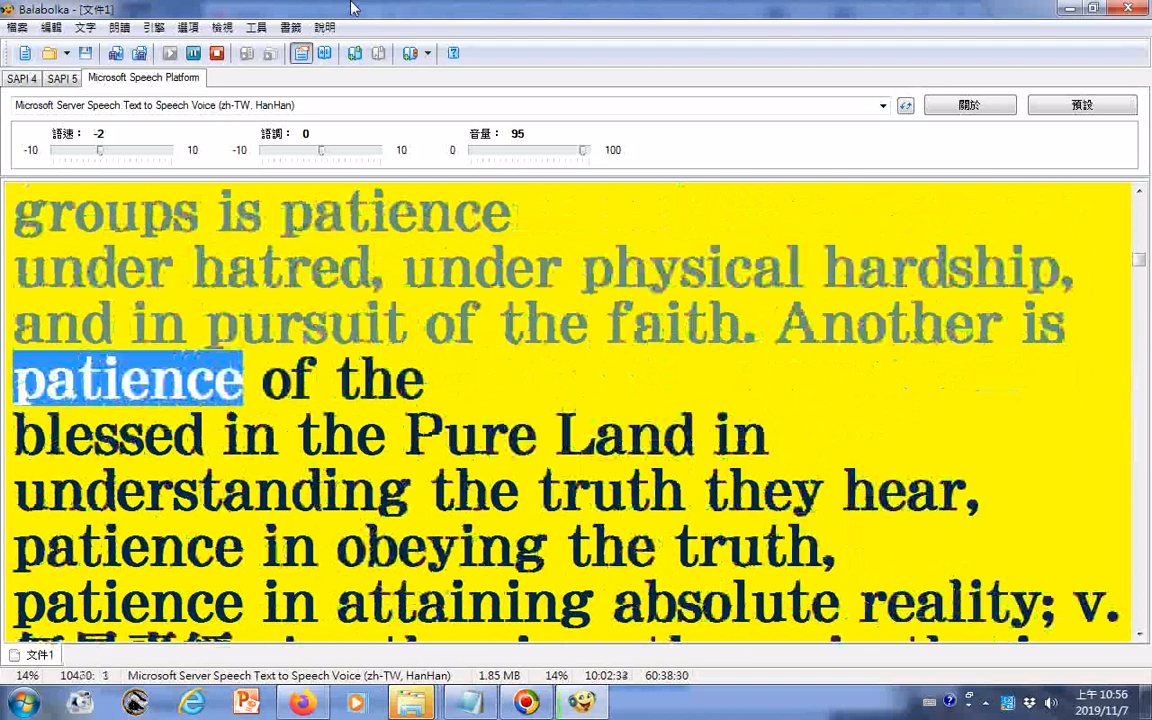 Balabolka - [文件1]
檔案 編輯 文字 朗讀 引擎 選項 檢視 工具 書籤 說明
SAPI 4 SAPI 5 Microsoft Speech Platform
Microsoft Server Speech Text to Speech Voice (zh-TW, HanHan) 關於 預設
語速： -2 語調： 0 音量： 95
-10 10 -10 10 0 100
groups is patience
under hatred, under physical hardship,
and in pursuit of the faith. Another is
patience of the
blessed in the Pure Land in
understanding the truth they hear,
patience in obeying the truth,
patience in attaining absolute reality; v.
文件1
14% 10430: 1 Microsoft Server Speech Text to Speech Voice (zh-TW, HanHan) 1.85 MB 14% 10:02:33 60:38:30
上午 10:56
2019/11/7